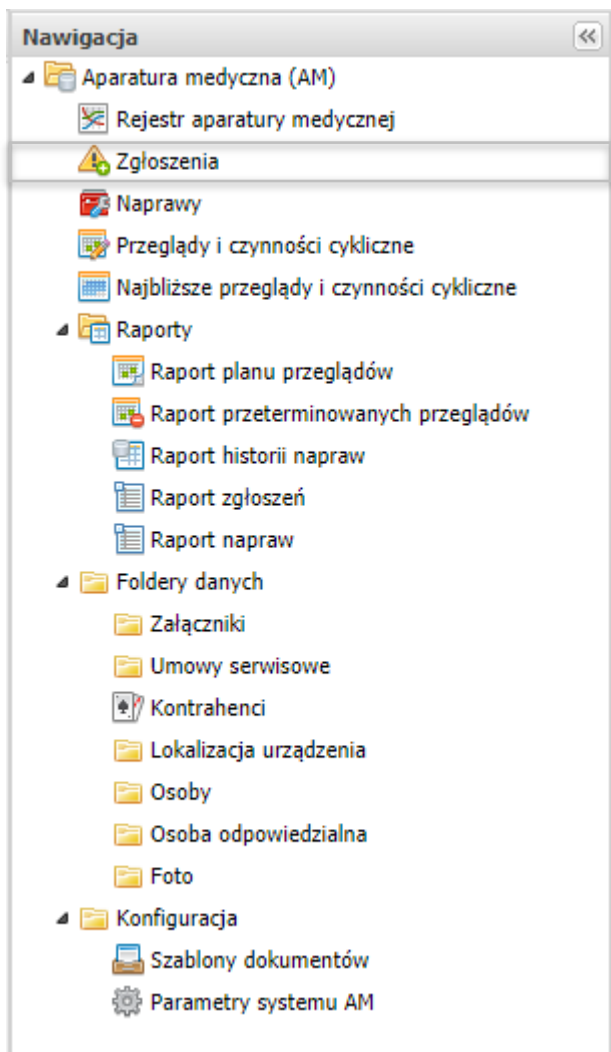 Nawigacja
Aparatura medyczna (AM)
Rejestr aparatury medycznej
Zgłoszenia
Naprawy
Przeglądy i czynności cykliczne
Najbliższe przeglądy i czynności cykliczne
Raporty
Raport planu przeglądów
Raport przeterminowanych przeglądów
Raport historii napraw
Raport zgłoszeń
Raport napraw
Foldery danych
Załączniki
Umowy serwisowe
Kontrahenci
Lokalizacja urządzenia
Osoby
Osoba odpowiedzialna
Foto
Konfiguracja
Szablony dokumentów
Parametry systemu AM